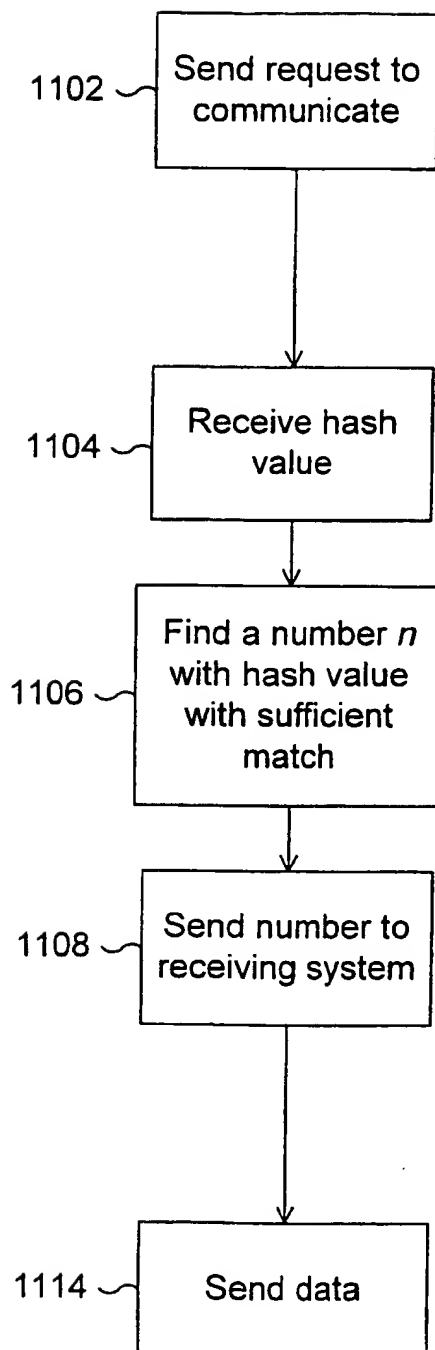 1102
Send request to
communicate
1104
Receive hash
value
1106
Find a number n
with hash value
with sufficient
match
1108
Send number to
receiving system
1114
Send data